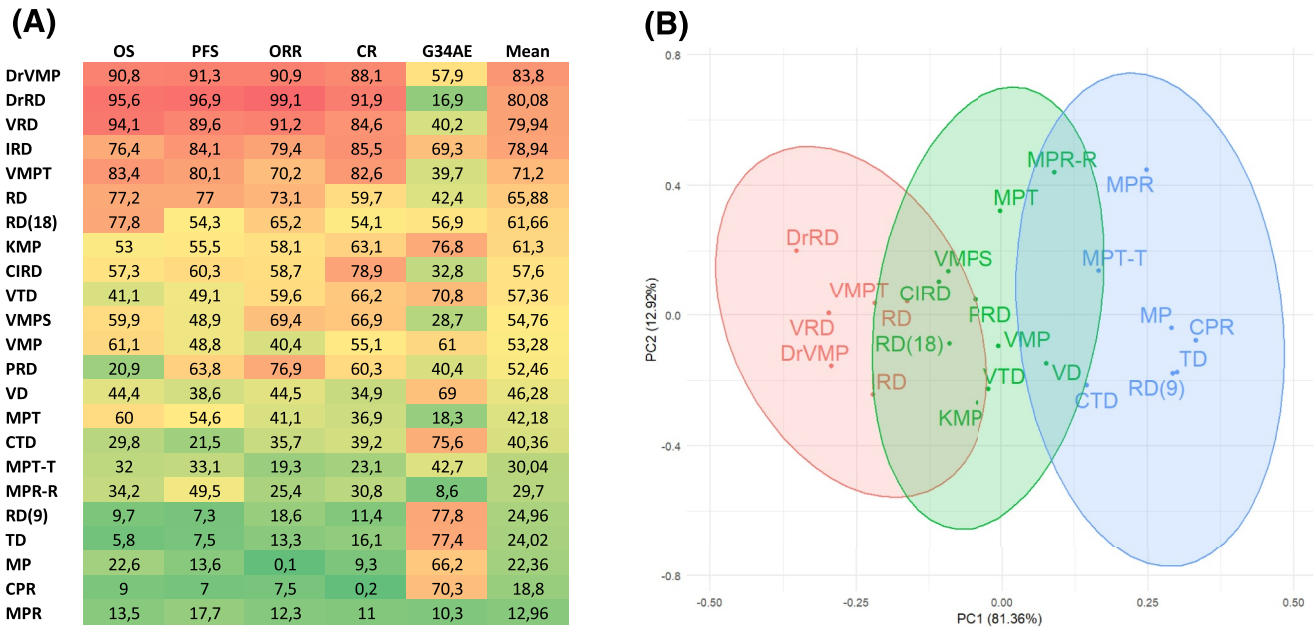 (A)
OS PFS ORR CR G34AE Mean
DrVMP 90,8 91,3 90,9 88,1 57,9 83,8
DrRD 95,6 96,9 99,1 91,9 16,9 80,08
VRD 94,1 89,6 91,2 84,6 40,2 79,94
IRD 76,4 84,1 79,4 85,5 69,3 78,94
VMPT 83,4 80,1 70,2 82,6 39,7 71,2
RD 77,2 77 73,1 59,7 42,4 65,88
RD(18) 77,8 54,3 65,2 54,1 56,9 61,66
KMP 53 55,5 58,1 63,1 76,8 61,3
CIRD 57,3 60,3 58,7 78,9 32,8 57,6
VTD 41,1 49,1 59,6 66,2 70,8 57,36
VMPS 59,9 48,9 69,4 66,9 28,7 54,76
VMP 61,1 48,8 40,4 55,1 61 53,28
PRD 20,9 63,8 76,9 60,3 40,4 52,46
VD 44,4 38,6 44,5 34,9 69 46,28
MPT 60 54,6 41,1 36,9 18,3 42,18
CTD 29,8 21,5 35,7 39,2 75,6 40,36
MPT-T 32 33,1 19,3 23,1 42,7 30,04
MPR-R 34,2 49,5 25,4 30,8 8,6 29,7
RD(9) 9,7 7,3 18,6 11,4 77,8 24,96
TD 5,8 7,5 13,3 16,1 77,4 24,02
MP 22,6 13,6 0,1 9,3 66,2 22,36
CPR 9 7 7,5 0,2 70,3 18,8
MPR 13,5 17,7 12,3 11 10,3 12,96
(B)
0.8
0.4
0.0
-0.4
-0.8
PC2 (12.92%)
MPR-R
MPR
MPT
DrRD
VMPS
MPT-T
VMPT
CIRD
VRD
RD
PRD
MP
CPR
DrVMP
RD(18)
VMP
TD
RD
VTD
VD
RD(9)
KMP
CTD
-0.50 -0.25 0.00 0.25 0.50
PC1 (81.36%)